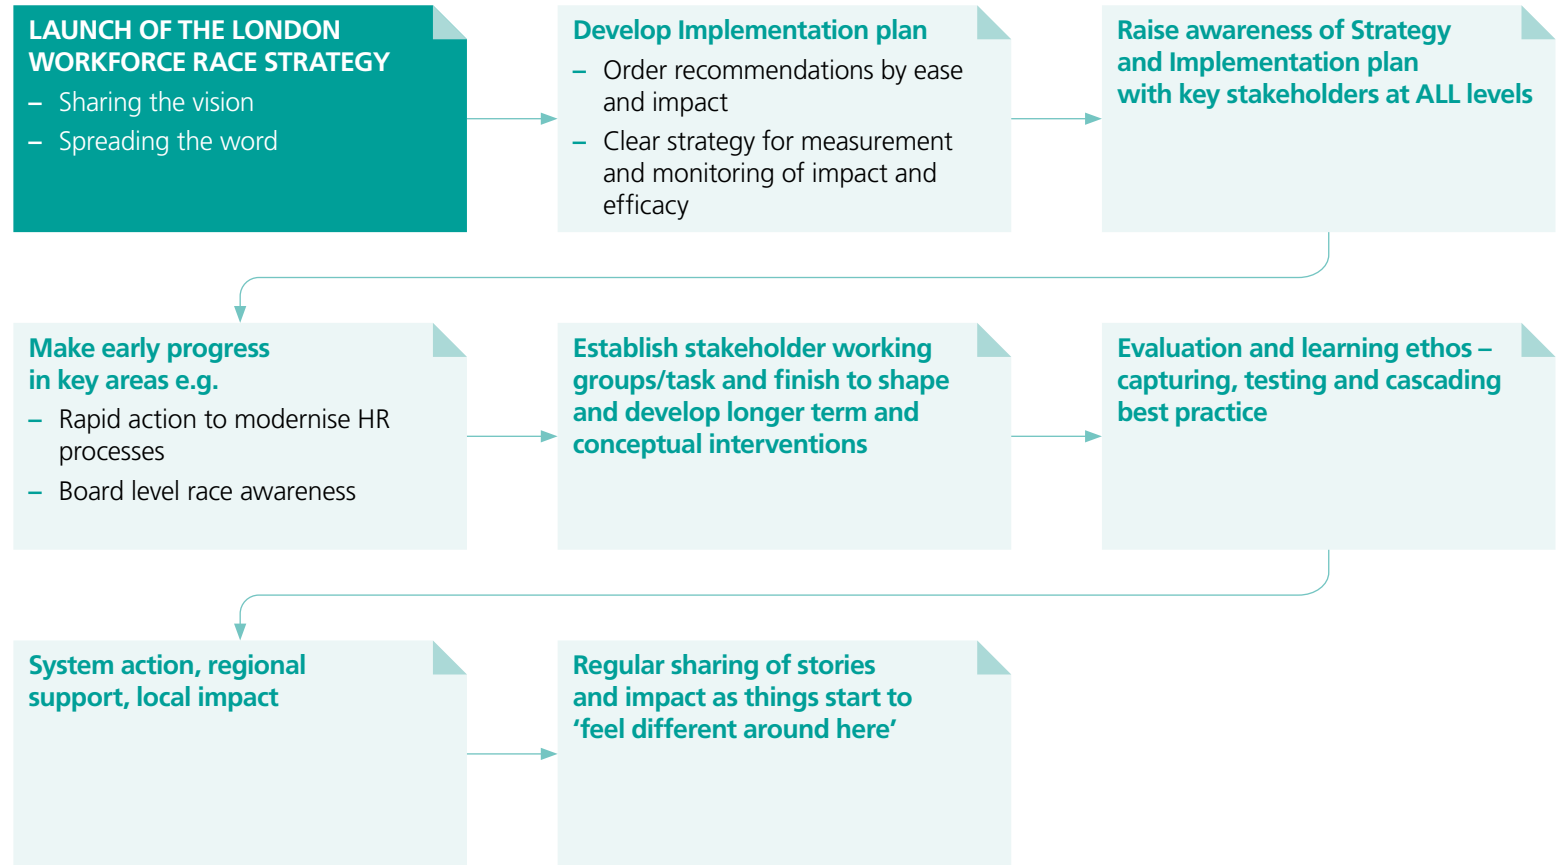 LAUNCH OF THE LONDON
WORKFORCE RACE STRATEGY
– Sharing the vision
– Spreading the word
Develop Implementation plan
– Order recommendations by ease
and impact
– Clear strategy for measurement
and monitoring of impact and
efficacy
Raise awareness of Strategy
and Implementation plan
with key stakeholders at ALL levels
Make early progress
in key areas e.g.
– Rapid action to modernise HR
processes
– Board level race awareness
Establish stakeholder working
groups/task and finish to shape
and develop longer term and
conceptual interventions
Evaluation and learning ethos –
capturing, testing and cascading
best practice
System action, regional
support, local impact
Regular sharing of stories
and impact as things start to
‘feel different around here’